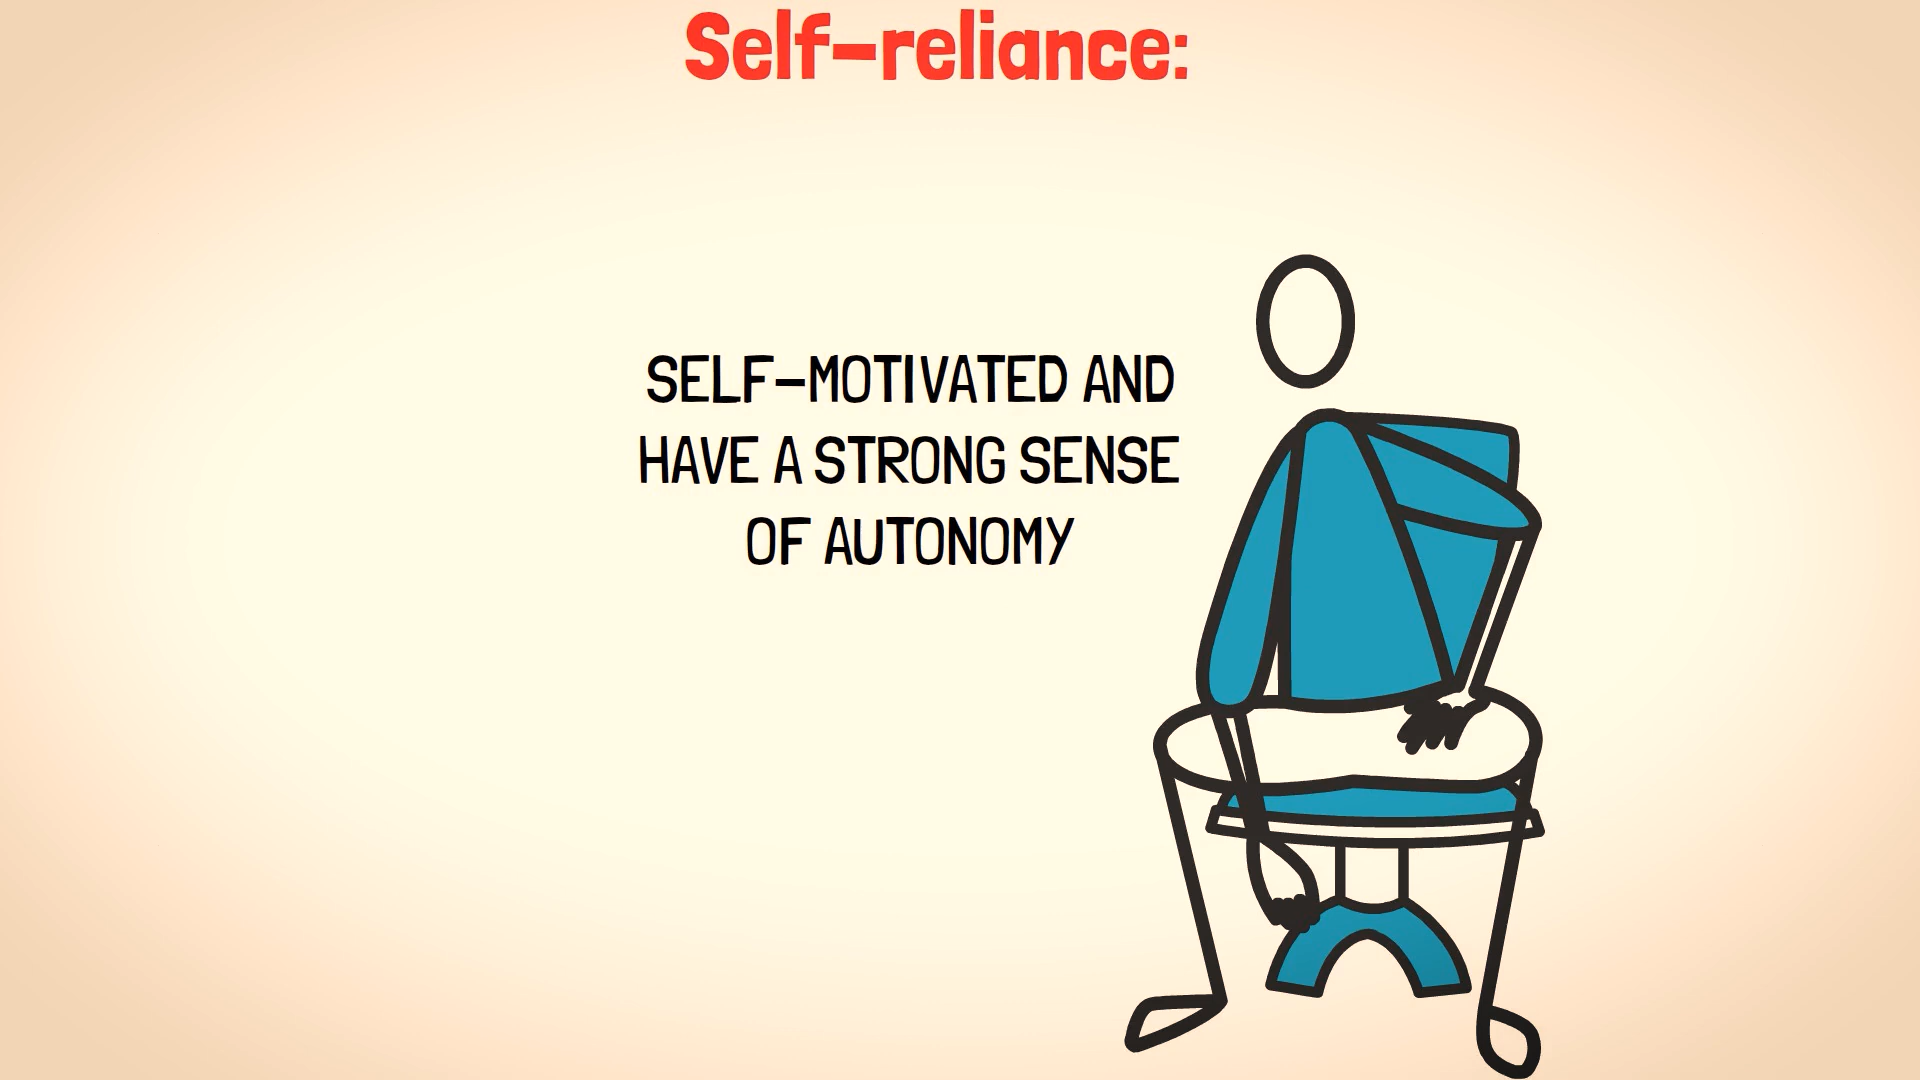 Self-reliance:
SELF-MOTIVATED AND
HAVE A STRONG SENSE
OF AUTONOMY